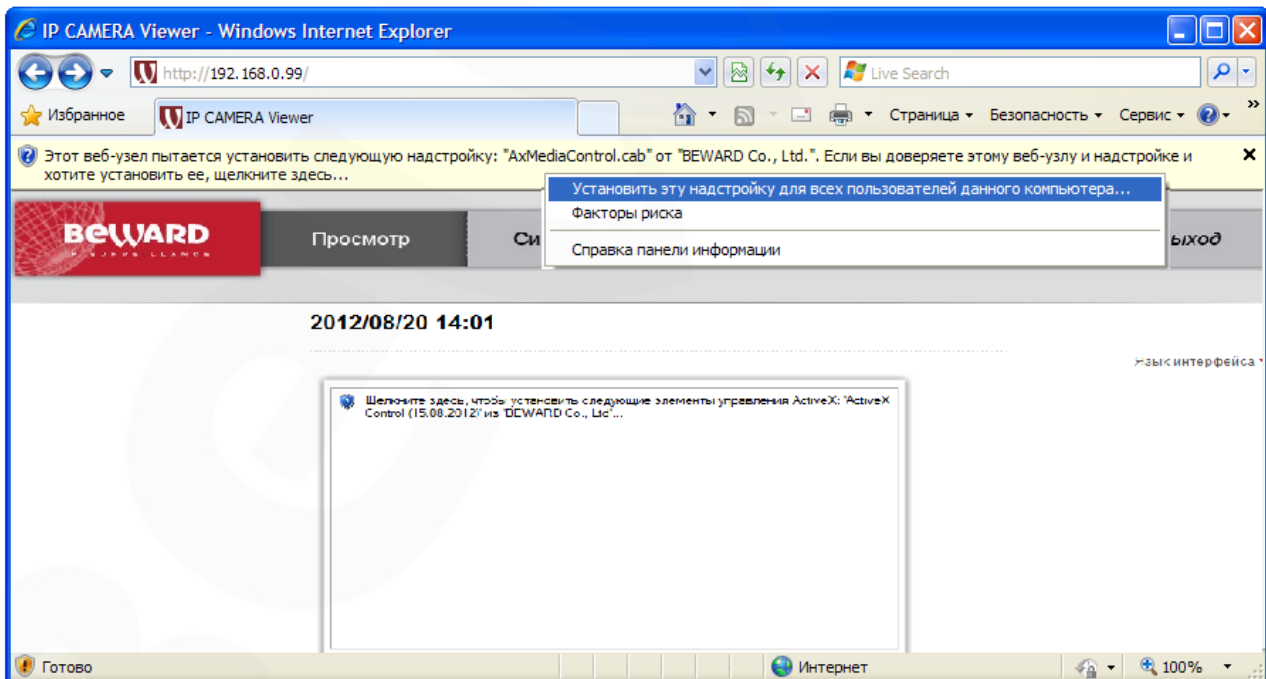 IP CAMERA Viewer - Windows Internet Explorer
http://192.168.0.99/
Live Search
Избранное
IP CAMERA Viewer
Страница
Безопасность
Сервис
Этот веб-узел пытается установить следующую надстройку: "AxMediaControl.cab" от "BEWARD Co., Ltd.". Если вы доверяете этому веб-узлу и надстройке и
хотите установить ее, щелкните здесь...
Установить эту надстройку для всех пользователей данного компьютера...
Факторы риска
Справка панели информации
BEWARD
Просмотр
Си
ыход
2012/08/20 14:01
Язык интерфейса
Щелкните здесь, чтобы установить следующие элементы управления ActiveX: "ActiveX
Control (15.08.2012)" из "BEWARD Co., Ltd"...
Готово
Интернет
100%